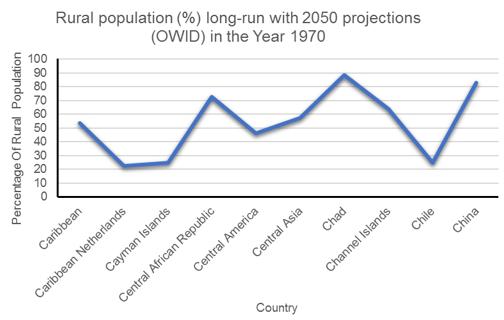 Rural population (%) long-run with 2050 projections
(OWID) in the Year 1970
Percentage Of Rural Population
100
90
80
70
60
50
40
30
20
10
0
Caribbean
Caribbean Netherlands
Cayman Islands
Central African Republic
Central America
Central Asia
Chad
Channel Islands
Chile
China
Country